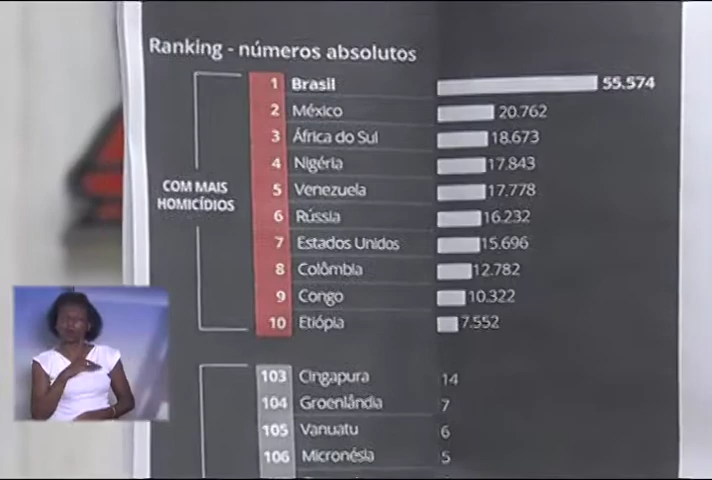 Ranking - números absolutos
1 Brasil 55.574
2 México 20.762
3 África do Sul 18.673
4 Nigéria 17.843
COM MAIS HOMICÍDIOS
5 Venezuela 17.778
6 Rússia 16.232
7 Estados Unidos 15.696
8 Colômbia 12.782
9 Congo 10.322
10 Etiópia 7.552
103 Cingapura 14
104 Groenlândia 7
105 Vanuatu 6
106 Micronésia 5